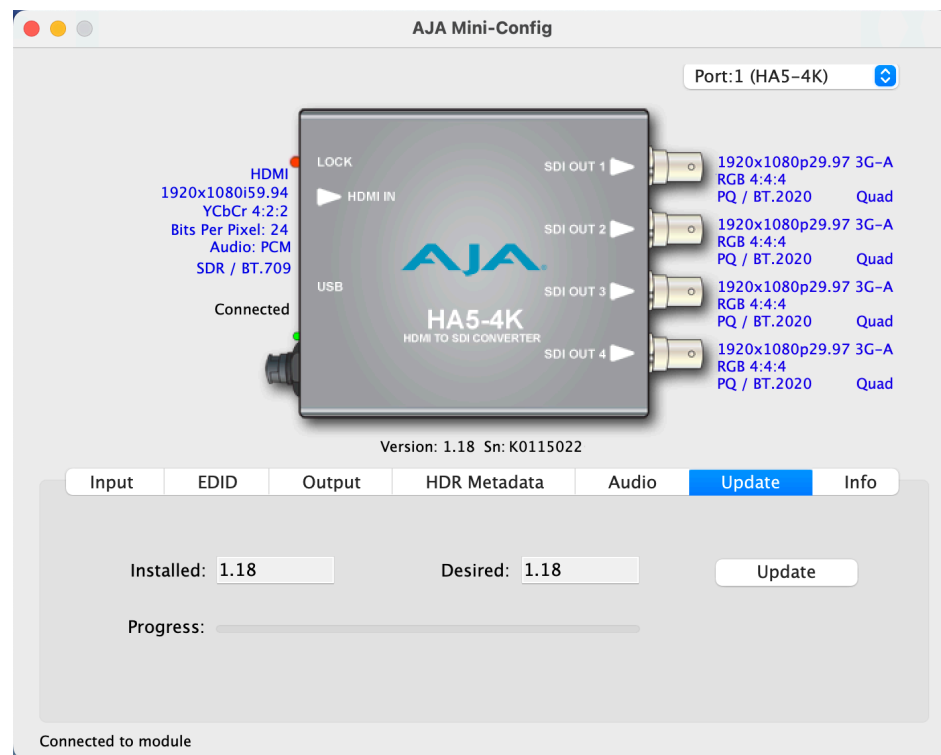 AJA Mini-Config
Port:1 (HA5-4K)
LOCK
HDMI
1920x1080i59.94
YCbCr 4:2:2
Bits Per Pixel: 24
Audio: PCM
SDR / BT.709
Connected
HDMI IN
USB
AJA
HA5-4K
HDMI TO SDI CONVERTER
SDI OUT 1
1920x1080p29.97 3G-A
RGB 4:4:4
PQ / BT.2020 Quad
SDI OUT 2
1920x1080p29.97 3G-A
RGB 4:4:4
PQ / BT.2020 Quad
SDI OUT 3
1920x1080p29.97 3G-A
RGB 4:4:4
PQ / BT.2020 Quad
SDI OUT 4
1920x1080p29.97 3G-A
RGB 4:4:4
PQ / BT.2020 Quad
Version: 1.18 Sn: K0115022
Input EDID Output HDR Metadata Audio Update Info
Installed: 1.18 Desired: 1.18 Update
Progress:
Connected to module